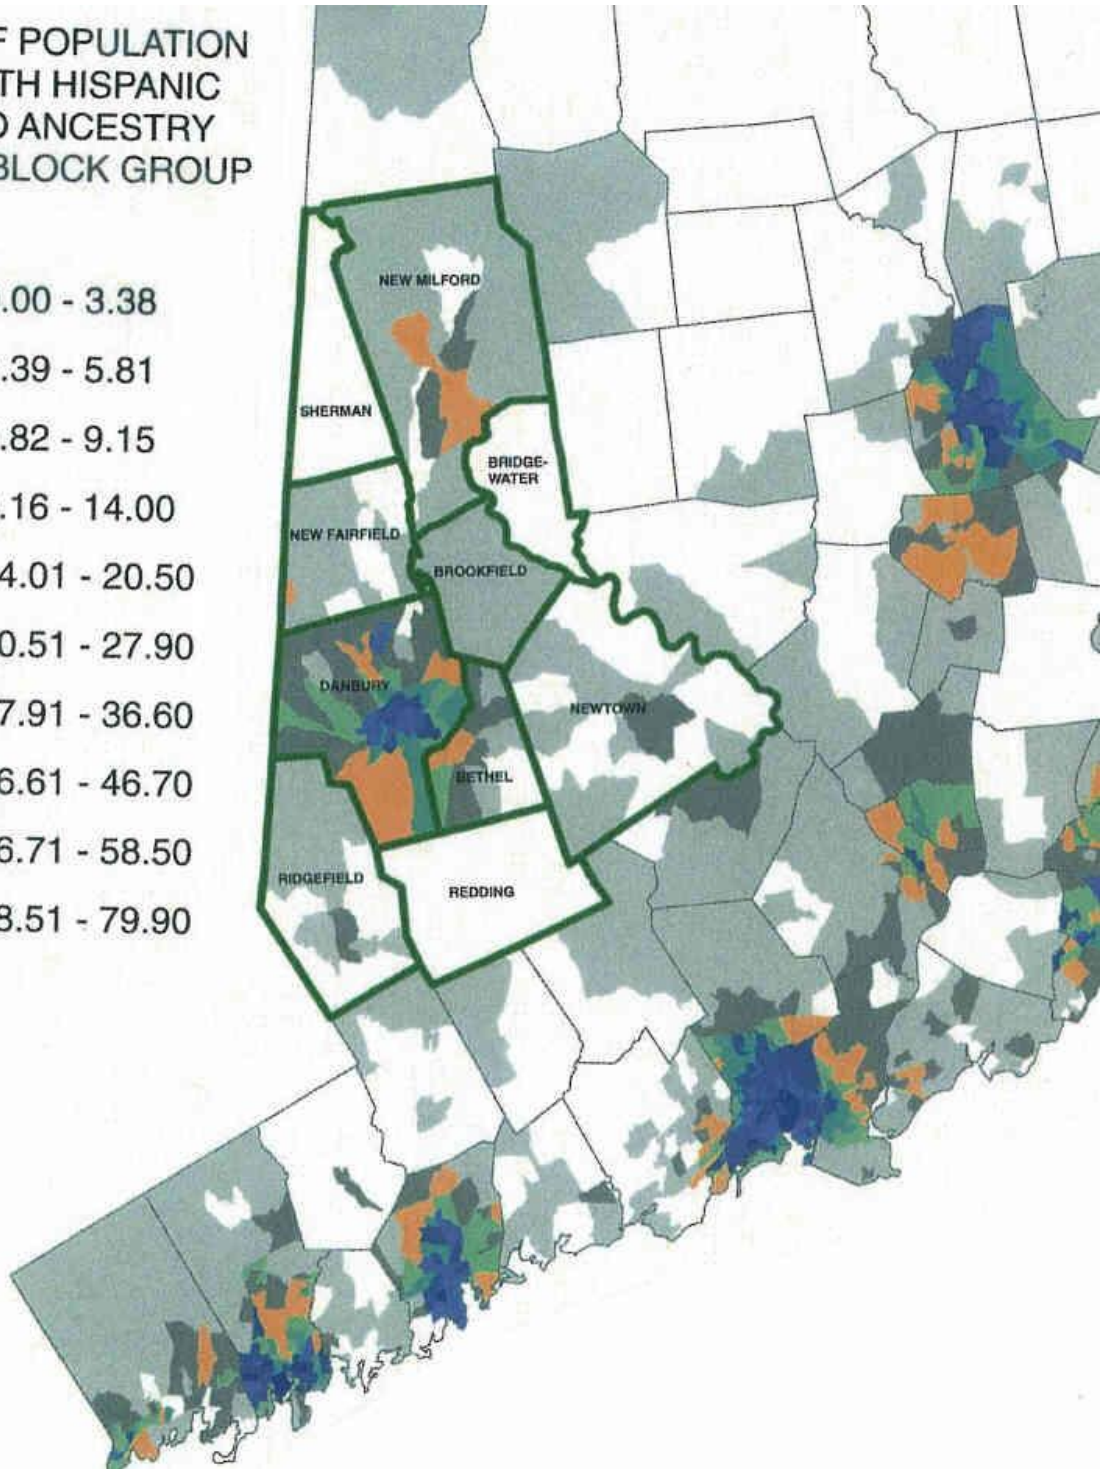 F POPULATION
TH HISPANIC
O ANCESTRY
BLOCK GROUP
.00 - 3.38
.39 - 5.81
.82 - 9.15
.16 - 14.00
4.01 - 20.50
0.51 - 27.90
7.91 - 36.60
6.61 - 46.70
6.71 - 58.50
8.51 - 79.90
NEW MILFORD
SHERMAN
BRIDGE-
WATER
NEW FAIRFIELD
BROOKFIELD
DANBURY
NEWTOWN
BETHEL
RIDGEFIELD
REDDING